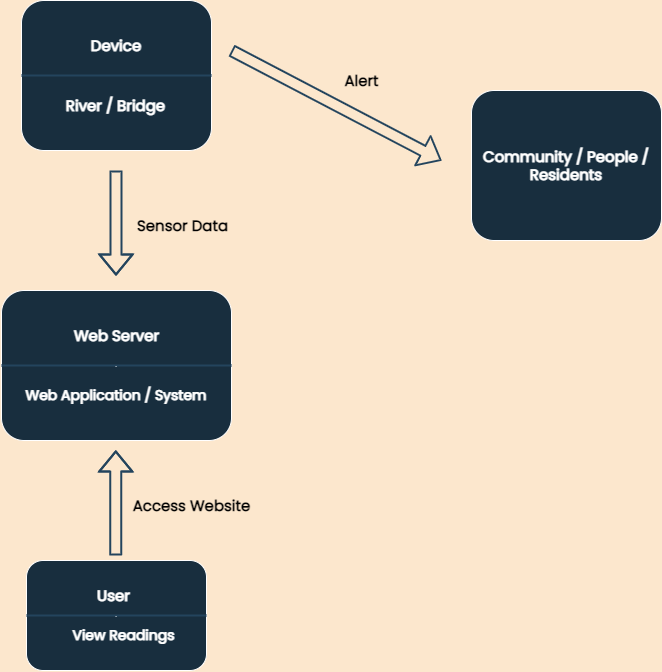 Device
River / Bridge
Alert
Community / People /
Residents
Sensor Data
Web Server
Web Application / System
Access Website
User
View Readings